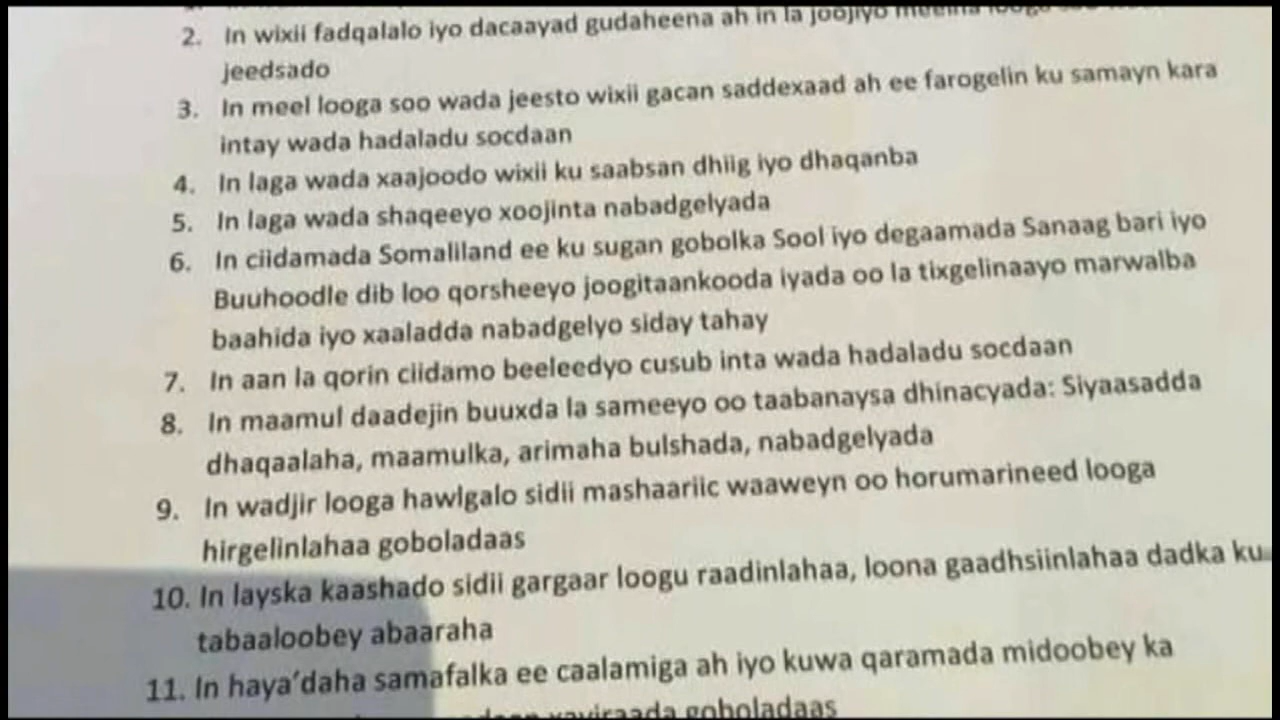 2. In wixii fadqalalo iyo dacaayad gudaheena ah in la joojiyo meelna looga soo
jeedsado
3. In meel looga soo wada jeesto wixii gacan saddexaad ah ee farogelin ku samayn kara
intay wada hadaladu socdaan
4. In laga wada xaajoodo wixii ku saabsan dhiig iyo dhaqanba
5. In laga wada shaqeeyo xoojinta nabadgelyada
6. In ciidamada Somaliland ee ku sugan gobolka Sool iyo degaamada Sanaag bari iyo
Buuhoodle dib loo qorsheeyo joogitaankooda iyada oo la tixgelinaayo marwalba
baahida iyo xaaladda nabadgelyo siday tahay
7. In aan la qorin ciidamo beeleedyo cusub inta wada hadaladu socdaan
8. In maamul daadejin buuxda la sameeyo oo taabanaysa dhinacyada: Siyaasadda
dhaqaalaha, maamulka, arimaha bulshada, nabadgelyada
9. In wadjir looga hawlgalo sidii mashaariic waaweyn oo horumarineed looga
hirgelinlahaa goboladaas
10. In layska kaashado sidii gargaar loogu raadinlahaa, loona gaadhsiinlahaa dadka ku
tabaaloobey abaaraha
11. In haya'daha samafalka ee caalamiga ah iyo kuwa qaramada midoobey ka
xayiraada goboladaas